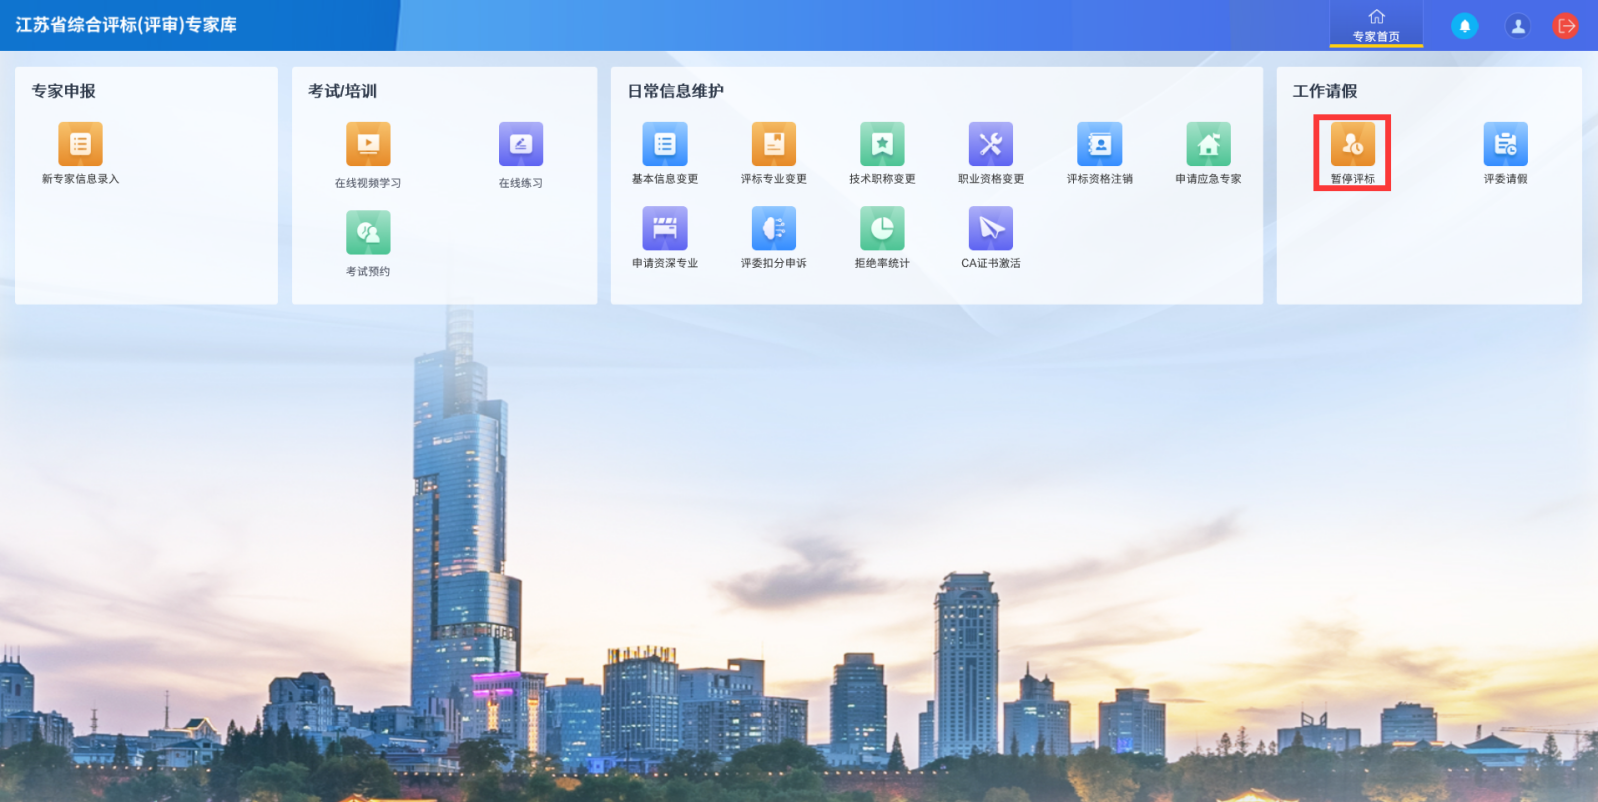 江苏省综合评标(评审)专家库
专家首页
专家申报
新专家信息录入
考试/培训
在线视频学习
在线练习
考试预约
日常信息维护
基本信息变更
评标专业变更
技术职称变更
职业资格变更
评标资格注销
申请应急专家
申请资深专业
评委扣分申诉
拒绝率统计
CA证书激活
工作请假
暂停评标
评委请假